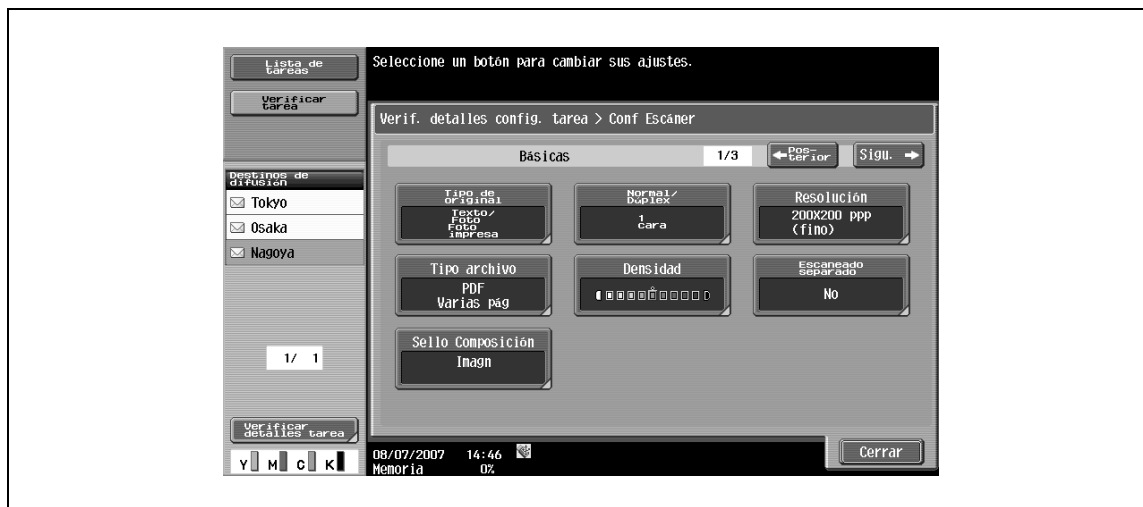 Lista de
tareas
Seleccione un botón para cambiar sus ajustes.
Verificar
tarea
Verif. detalles config. tarea > Conf Escáner
Básicas 1/3 ←Pos-
terior Sigu. →
Destinos de
difusión
Tokyo
Osaka
Nagoya
Tipo de
original
Texto/
Foto
Foto
impresa
Normal/
Dúplex
1
cara
Resolución
200X200 ppp
(fino)
Tipo archivo
PDF
Varias pág
Densidad
Escaneado
separado
No
Sello Composición
Imagn
1/ 1
Verificar
detalles tarea
Y M C K
08/07/2007 14:46
Memoria 0%
Cerrar